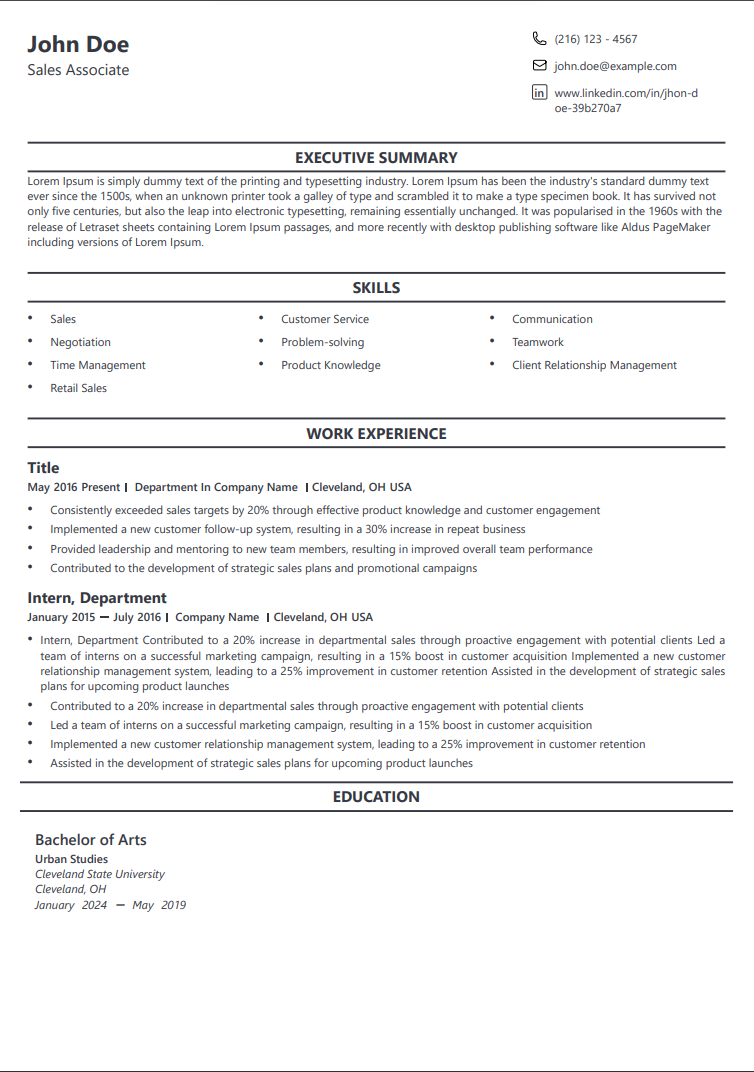 John Doe
Sales Associate
(216) 123 - 4567
john.doe@example.com
www.linkedin.com/in/jhon-d
oe-39b270a7
EXECUTIVE SUMMARY
Lorem Ipsum is simply dummy text of the printing and typesetting industry. Lorem Ipsum has been the industry's standard dummy text
ever since the 1500s, when an unknown printer took a galley of type and scrambled it to make a type specimen book. It has survived not
only five centuries, but also the leap into electronic typesetting, remaining essentially unchanged. It was popularised in the 1960s with the
release of Letraset sheets containing Lorem Ipsum passages, and more recently with desktop publishing software like Aldus PageMaker
including versions of Lorem Ipsum.
SKILLS
• Sales • Customer Service • Communication
• Negotiation • Problem-solving • Teamwork
• Time Management • Product Knowledge • Client Relationship Management
• Retail Sales
WORK EXPERIENCE
Title
May 2016 Present | Department In Company Name | Cleveland, OH USA
• Consistently exceeded sales targets by 20% through effective product knowledge and customer engagement
• Implemented a new customer follow-up system, resulting in a 30% increase in repeat business
• Provided leadership and mentoring to new team members, resulting in improved overall team performance
• Contributed to the development of strategic sales plans and promotional campaigns
Intern, Department
January 2015 — July 2016 | Company Name | Cleveland, OH USA
• Intern, Department Contributed to a 20% increase in departmental sales through proactive engagement with potential clients Led a
team of interns on a successful marketing campaign, resulting in a 15% boost in customer acquisition Implemented a new customer
relationship management system, leading to a 25% improvement in customer retention Assisted in the development of strategic sales
plans for upcoming product launches
• Contributed to a 20% increase in departmental sales through proactive engagement with potential clients
• Led a team of interns on a successful marketing campaign, resulting in a 15% boost in customer acquisition
• Implemented a new customer relationship management system, leading to a 25% improvement in customer retention
• Assisted in the development of strategic sales plans for upcoming product launches
EDUCATION
Bachelor of Arts
Urban Studies
Cleveland State University
Cleveland, OH
January 2024 — May 2019